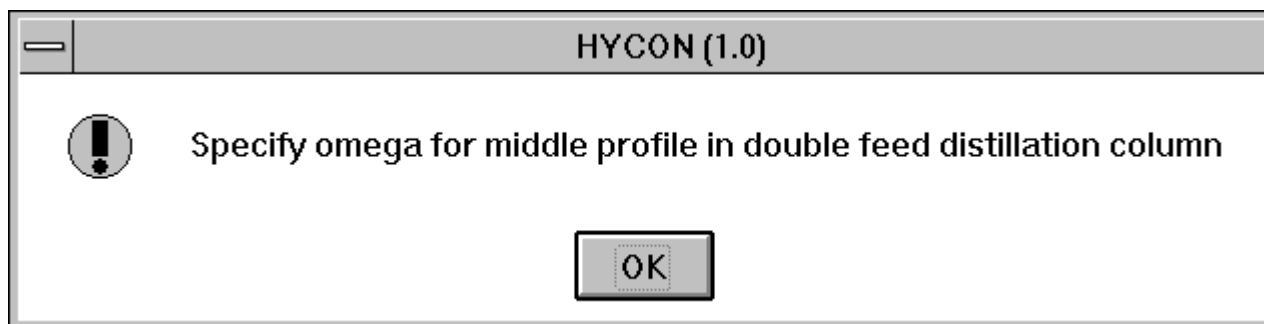 HYCON (1.0)
Specify omega for middle profile in double feed distillation column
OK